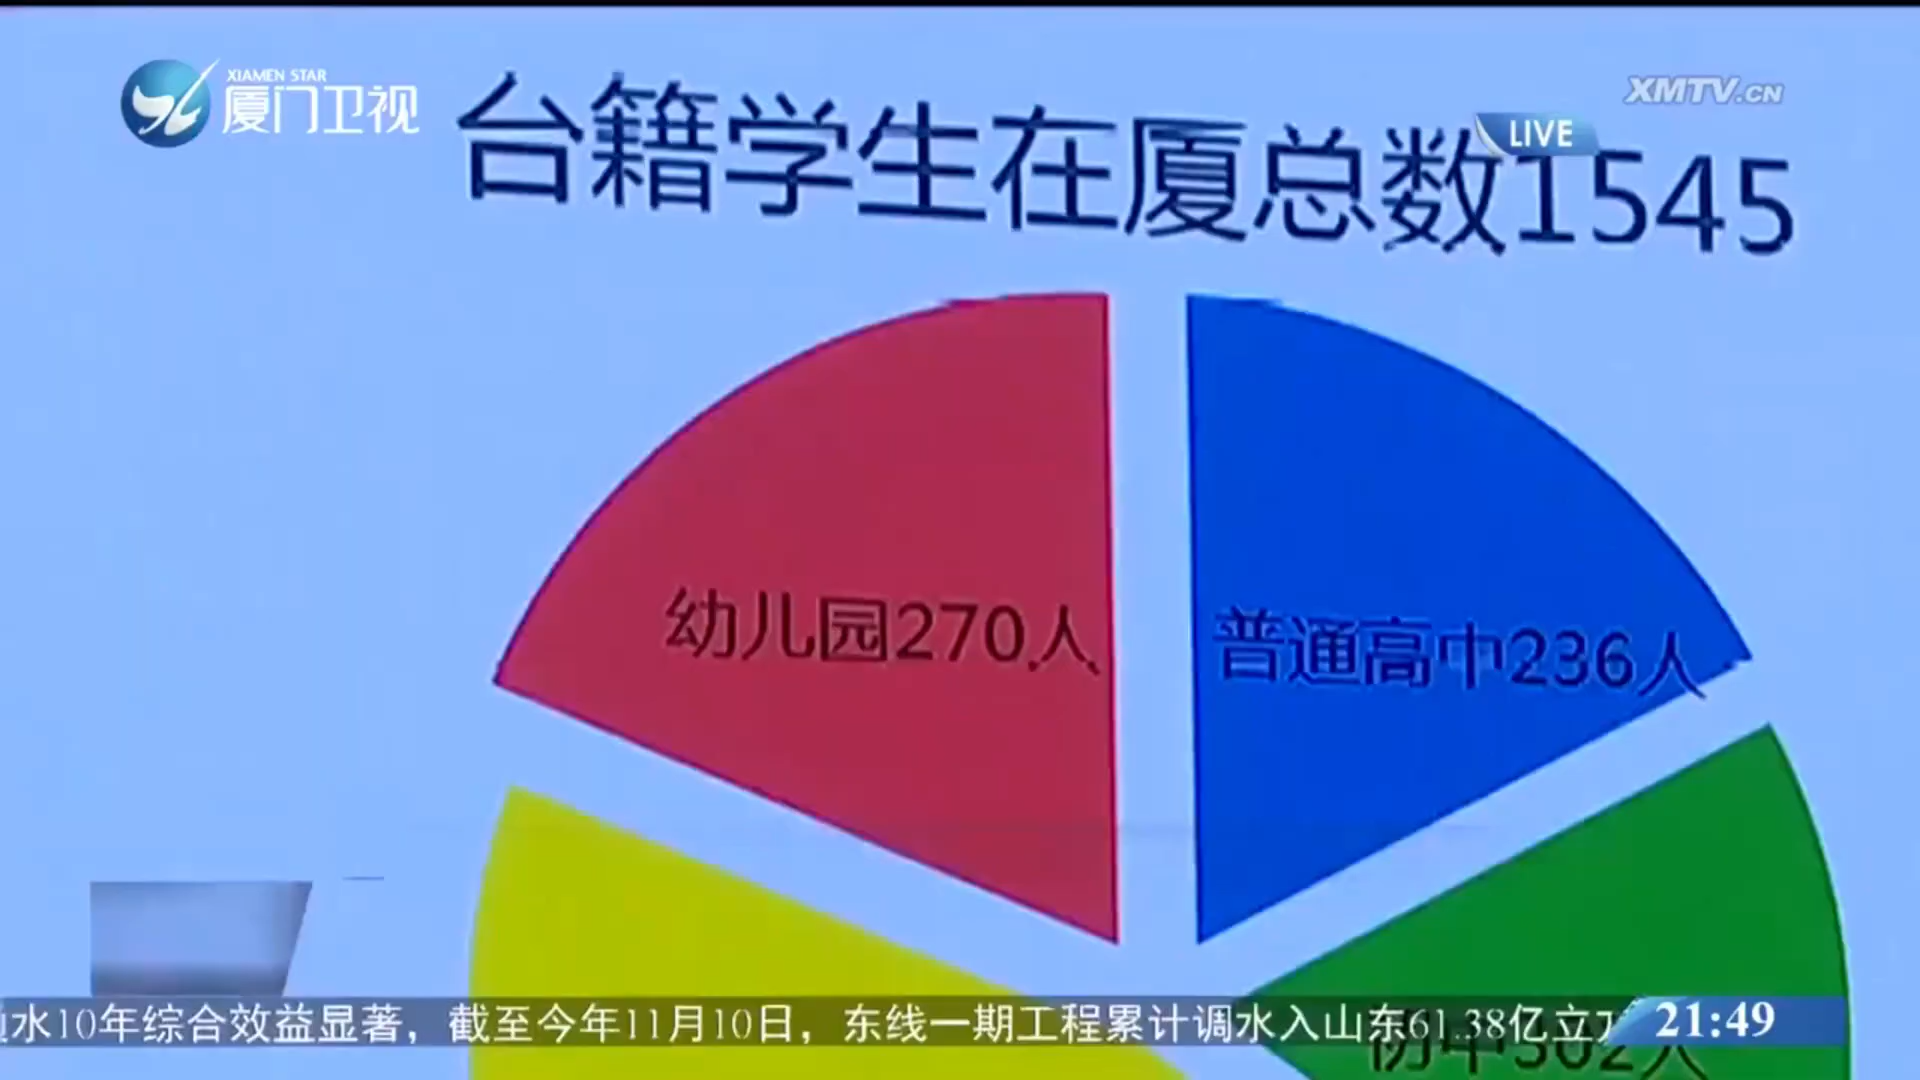 XIAMEN STAR
厦门卫视
XMTV.CN
LIVE
台籍学生在厦总数1545
幼儿园270人
普通高中236人
水10年综合效益显著，截至今年11月10日，东线一期工程累计调水入山东61.38亿立
21:49